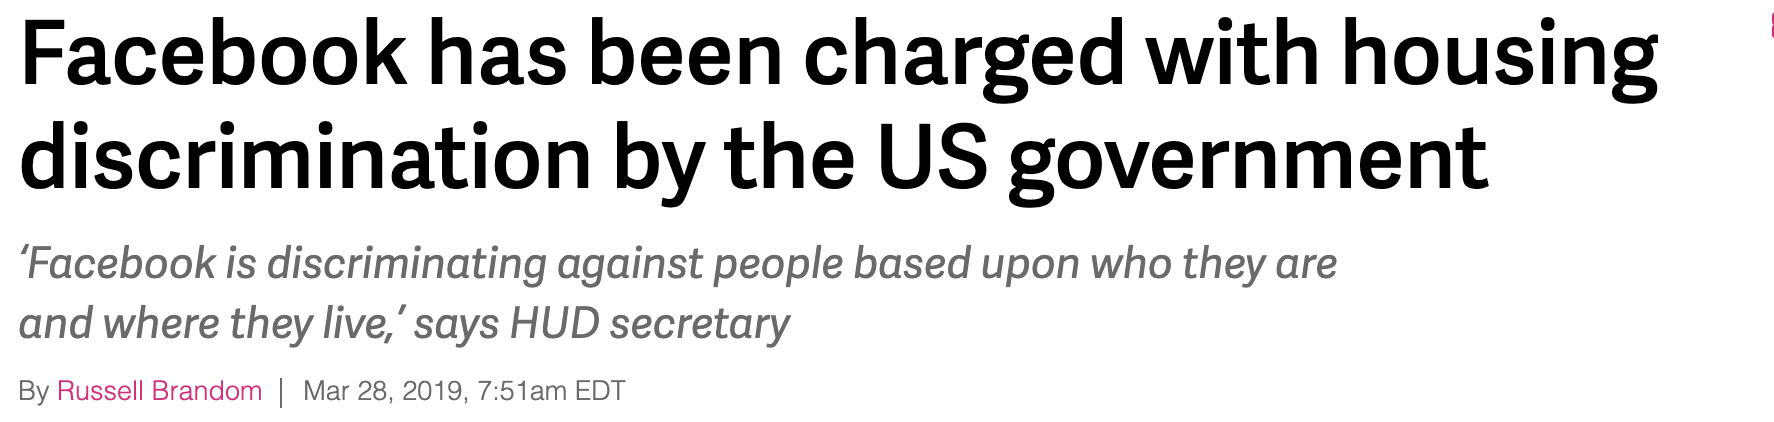 Facebook has been charged with housing
discrimination by the US government
‘Facebook is discriminating against people based upon who they are
and where they live,’ says HUD secretary
By Russell Brandom | Mar 28, 2019, 7:51am EDT